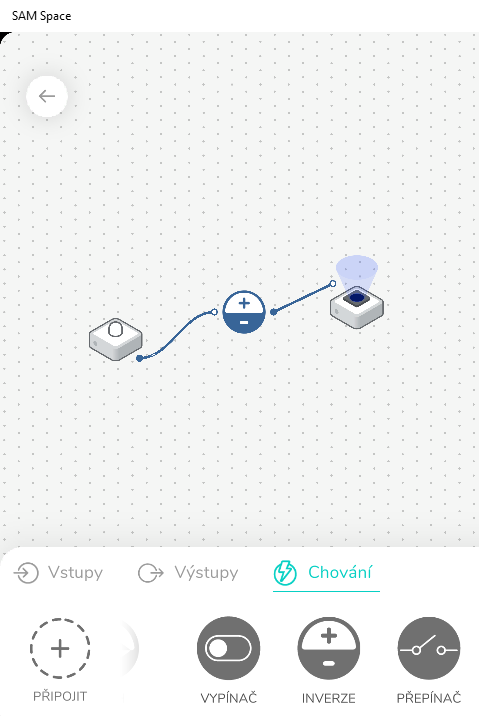 SAM Space
Vstupy Výstupy Chování
PŘIPOJIT VYPÍNAČ INVERZE PŘEPÍNAČ